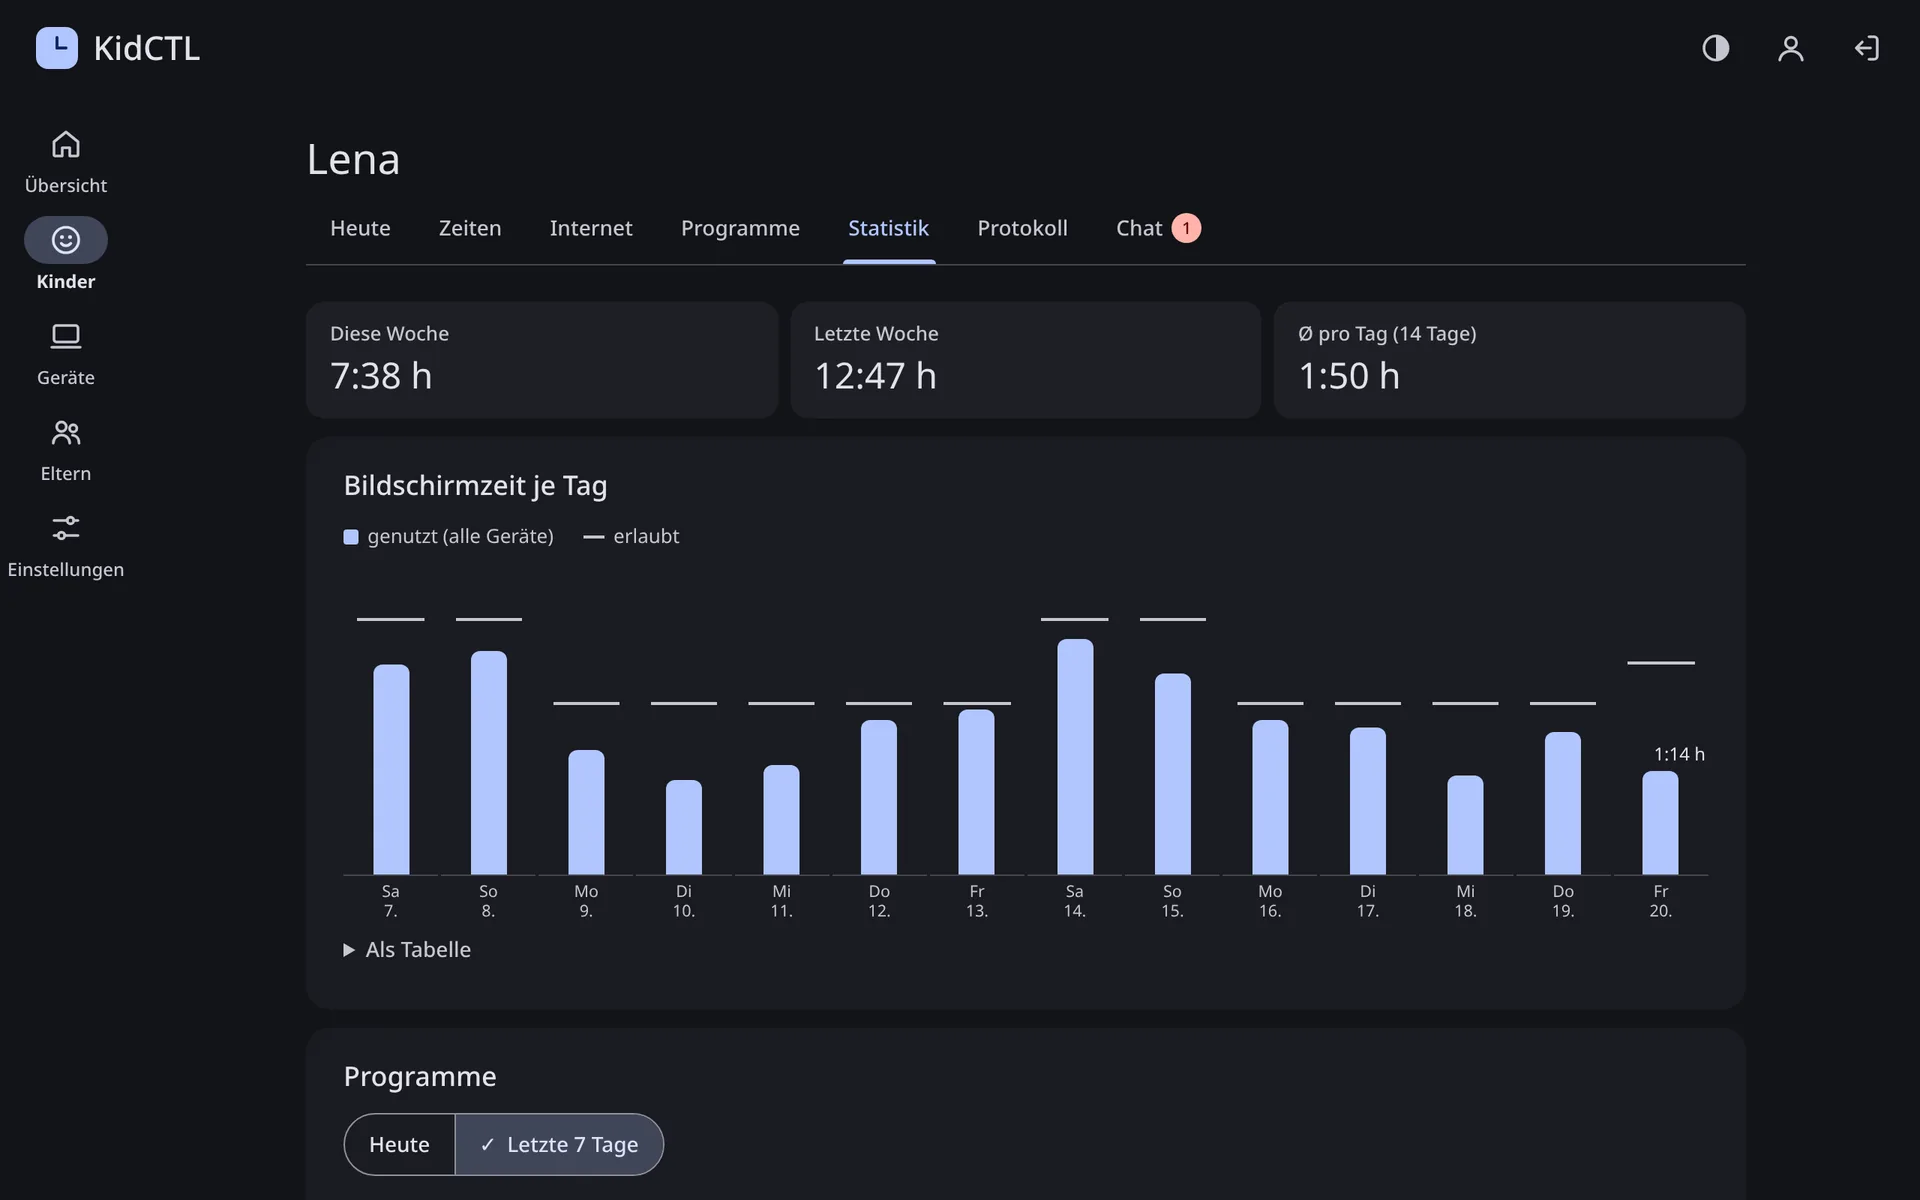 KidCTL
Übersicht
Kinder
Geräte
Eltern
Einstellungen
Lena
Heute Zeiten Internet Programme Statistik Protokoll Chat 1
Diese Woche
7:38 h
Letzte Woche
12:47 h
Ø pro Tag (14 Tage)
1:50 h
Bildschirmzeit je Tag
genutzt (alle Geräte) erlaubt
1:14 h
Sa So Mo Di Mi Do Fr Sa So Mo Di Mi Do Fr
7. 8. 9. 10. 11. 12. 13. 14. 15. 16. 17. 18. 19. 20.
Als Tabelle
Programme
Heute ✓ Letzte 7 Tage